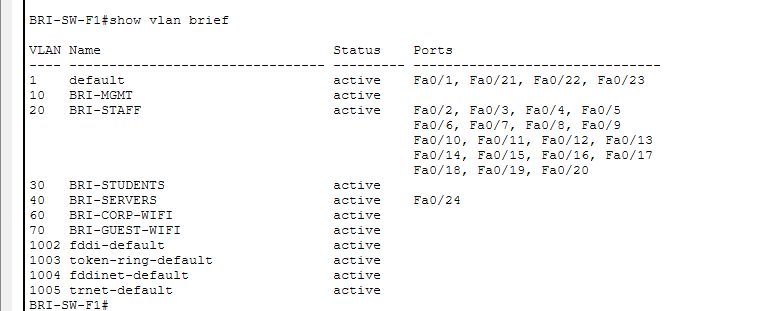 BRI-SW-F1#show vlan brief
VLAN Name                             Status    Ports
---- -------------------------------- --------- -------------------------------
1    default                          active    Fa0/1, Fa0/21, Fa0/22, Fa0/23
10   BRI-MGMT                         active
20   BRI-STAFF                        active    Fa0/2, Fa0/3, Fa0/4, Fa0/5
                                                Fa0/6, Fa0/7, Fa0/8, Fa0/9
                                                Fa0/10, Fa0/11, Fa0/12, Fa0/13
                                                Fa0/14, Fa0/15, Fa0/16, Fa0/17
                                                Fa0/18, Fa0/19, Fa0/20
30   BRI-STUDENTS                     active
40   BRI-SERVERS                      active    Fa0/24
60   BRI-CORP-WIFI                    active
70   BRI-GUEST-WIFI                   active
1002 fddi-default                     active
1003 token-ring-default               active
1004 fddinet-default                  active
1005 trnet-default                    active
BRI-SW-F1#